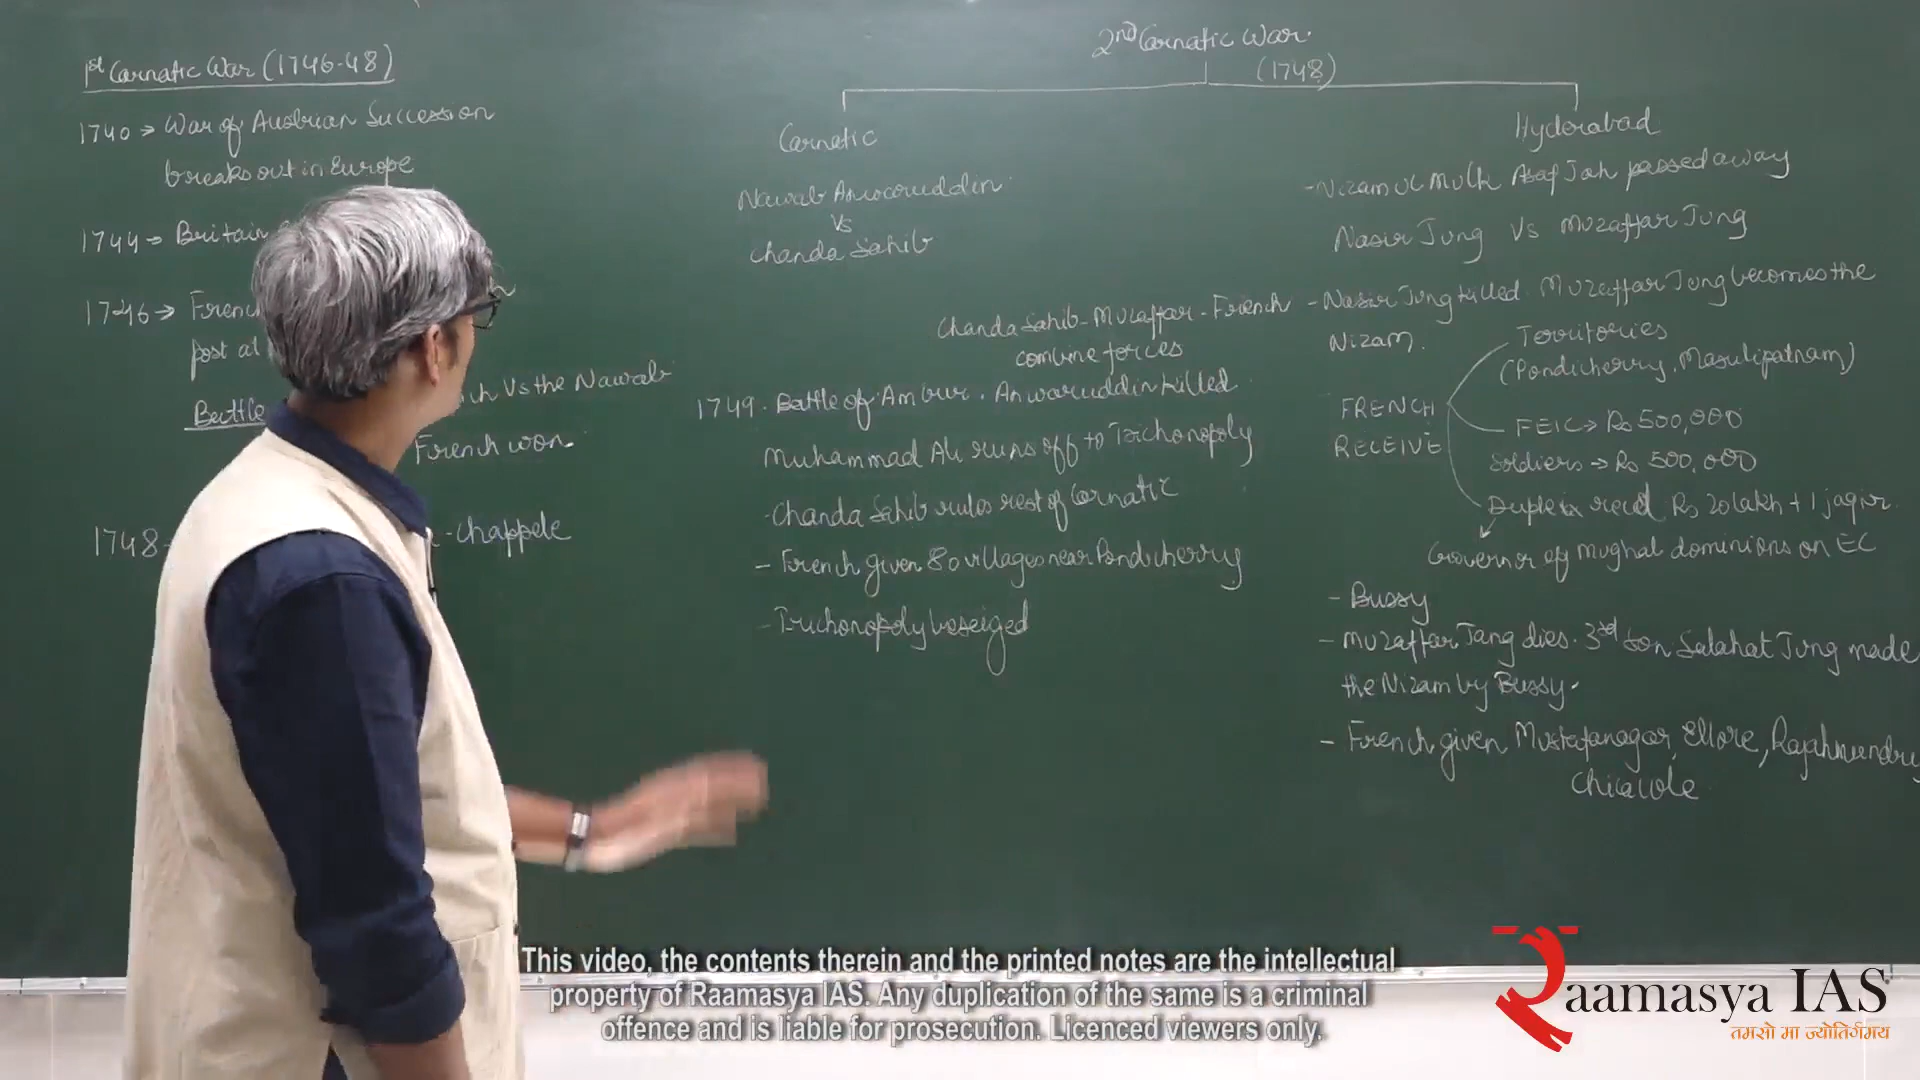 1st Carnatic War (1746-48)
1740 → War of Austrian Succession
breaks out in Europe
1744 → Britain
1746 → French
post at
Battle
Vs the Nawab
French won.
1748
-Chappele
2nd Carnatic War.
(1748)
Carnatic
Nawab Anwaruddin
Vs
Chanda Sahib
Chanda Sahib - Muzaffar - French
combine forces
1749. Battle of Ambur. Anwaruddin killed
Muhammad Ali runs off to Trichonopoly
-Chanda Sahib rules rest of Carnatic
- French given 80 villages near Pondicherry
- Trichonopoly beseiged
Hyderabad
-Nizam ul Mulk Asaf Jah passed away
Nasir Jung Vs Muzaffar Jung
-Nasir Jung killed. Muzaffar Jung becomes the
Nizam.
FRENCH
RECEIVE
Territories
(Pondicherry, Masulipatnam)
FEIC → Rs 500,000
Soldiers → Rs 500,000
Dupleix recd Rs 20 lakh + 1 jagir.
Governor of Mughal dominions on EC
- Bussy
- Muzaffar Jang dies. 3rd son Salabat Jung made
the Nizam by Bussy.
- French given Mustafanagar, Ellore, Rajahmundry
Chicacole
This video, the contents therein and the printed notes are the intellectual
property of Raamasya IAS. Any duplication of the same is a criminal
offence and is liable for prosecution. Licenced viewers only.
Raamasya IAS
तमसो मा ज्योतिर्गमय